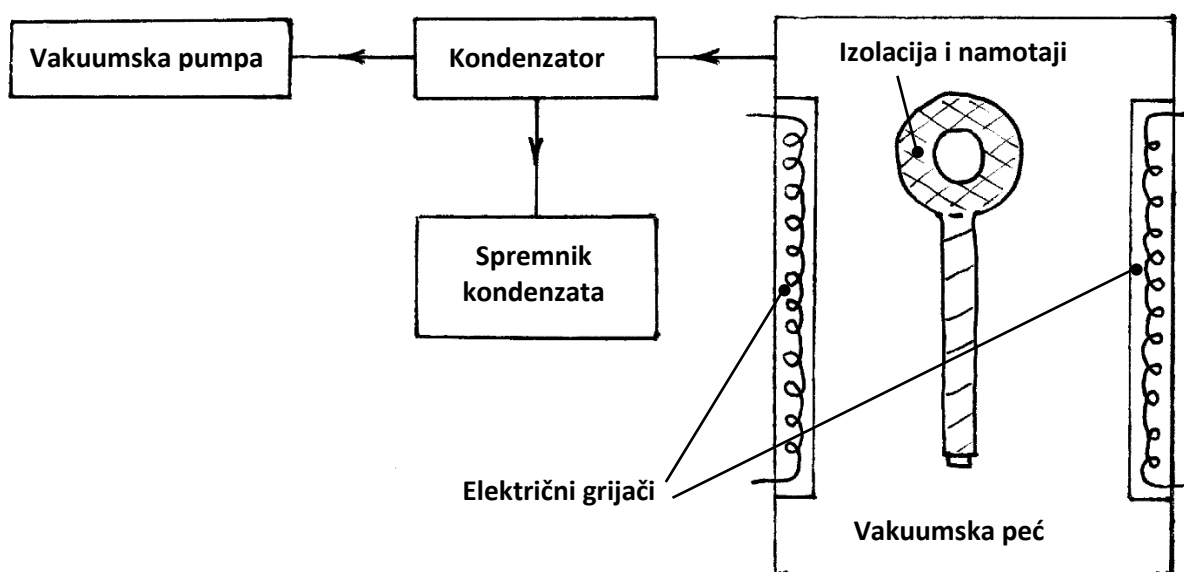 Vakuumska pumpa
Kondenzator
Izolacija i namotaji
Spremnik
kondenzata
Električni grijači
Vakuumska peć